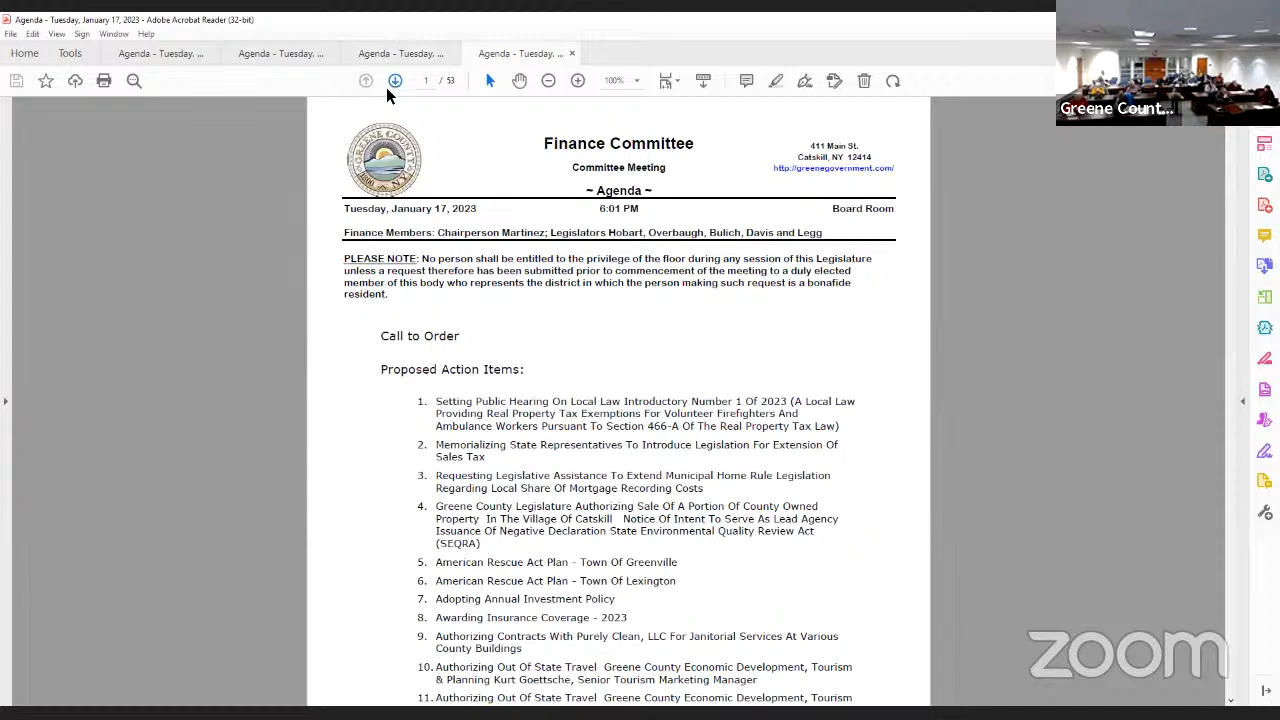 Agenda - Tuesday, January 17, 2023 - Adobe Acrobat Reader (32-bit)
File Edit View Sign Window Help
Home Tools Agenda - Tuesday, ... Agenda - Tuesday, ... Agenda - Tuesday, ... Agenda - Tuesday, ... ×
1 / 53 100%
Greene Count...
GREENE COUNTY
1800 N.Y.
Finance Committee
Committee Meeting
~ Agenda ~
411 Main St.
Catskill, NY 12414
http://greenegovernment.com/
Tuesday, January 17, 2023 6:01 PM Board Room
Finance Members: Chairperson Martinez; Legislators Hobart, Overbaugh, Bulich, Davis and Legg
PLEASE NOTE: No person shall be entitled to the privilege of the floor during any session of this Legislature
unless a request therefore has been submitted prior to commencement of the meeting to a duly elected
member of this body who represents the district in which the person making such request is a bonafide
resident.
Call to Order
Proposed Action Items:
1. Setting Public Hearing On Local Law Introductory Number 1 Of 2023 (A Local Law
Providing Real Property Tax Exemptions For Volunteer Firefighters And
Ambulance Workers Pursuant To Section 466-A Of The Real Property Tax Law)
2. Memorializing State Representatives To Introduce Legislation For Extension Of
Sales Tax
3. Requesting Legislative Assistance To Extend Municipal Home Rule Legislation
Regarding Local Share Of Mortgage Recording Costs
4. Greene County Legislature Authorizing Sale Of A Portion Of County Owned
Property In The Village Of Catskill Notice Of Intent To Serve As Lead Agency
Issuance Of Negative Declaration State Environmental Quality Review Act
(SEQRA)
5. American Rescue Act Plan - Town Of Greenville
6. American Rescue Act Plan - Town Of Lexington
7. Adopting Annual Investment Policy
8. Awarding Insurance Coverage - 2023
9. Authorizing Contracts With Purely Clean, LLC For Janitorial Services At Various
County Buildings
10. Authorizing Out Of State Travel Greene County Economic Development, Tourism
& Planning Kurt Goettsche, Senior Tourism Marketing Manager
11. Authorizing Out Of State Travel Greene County Economic Development, Tourism
zoom